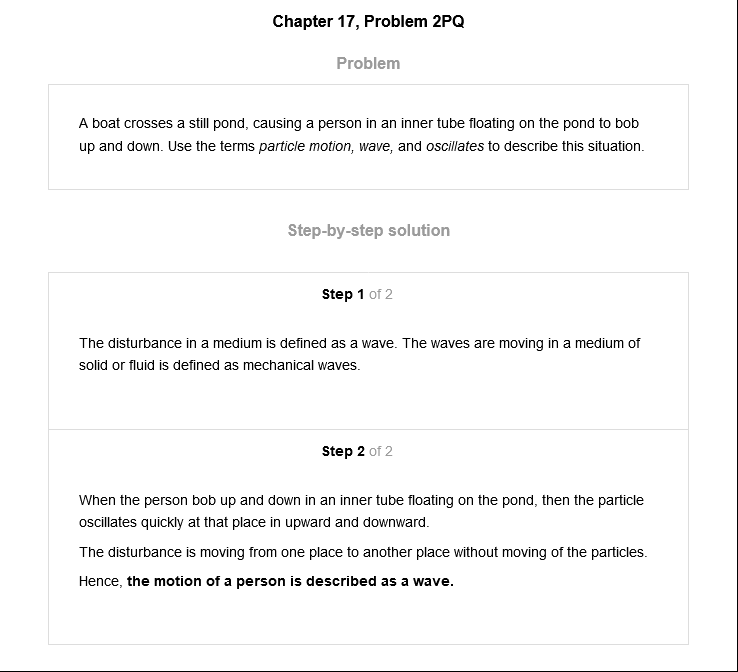 Chapter 17, Problem 2PQ
Problem
A boat crosses a still pond, causing a person in an inner tube floating on the pond to bob
up and down. Use the terms particle motion, wave, and oscillates to describe this situation.
Step-by-step solution
Step 1 of 2
The disturbance in a medium is defined as a wave. The waves are moving in a medium of
solid or fluid is defined as mechanical waves.
Step 2 of 2
When the person bob up and down in an inner tube floating on the pond, then the particle
oscillates quickly at that place in upward and downward.
The disturbance is moving from one place to another place without moving of the particles.
Hence, the motion of a person is described as a wave.